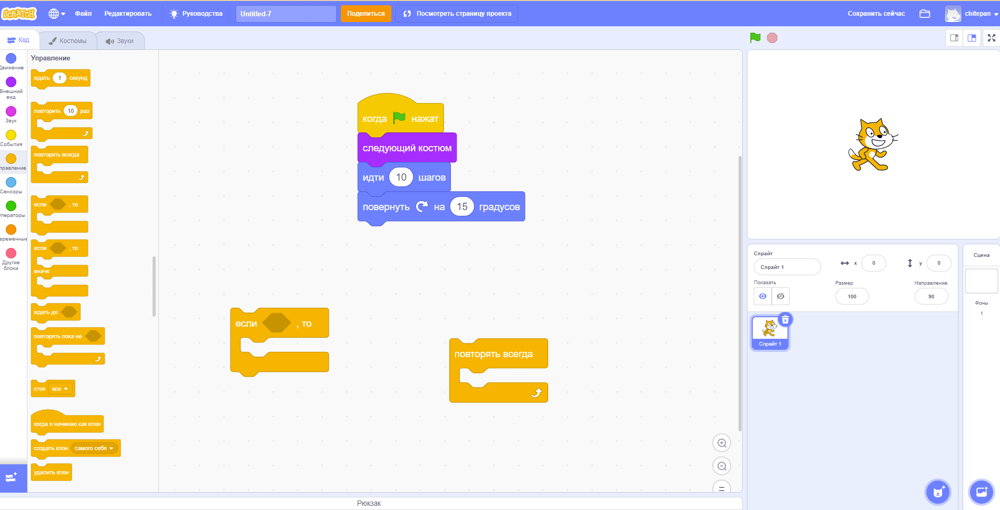 SCRATCH
Файл
Редактировать
Руководства
Untitled-7
Поделиться
Посмотреть страницу проекта
Сохранить сейчас
chitepan
Код
Костюмы
Звуки
Движение
Внешний
вид
Звук
События
правление
Сенсоры
Операторы
еременные
Другие
блоки
Управление
ждать 1 секунд
повторить 10 раз
повторять всегда
если , то
если , то
иначе
ждать до
повторять пока не
стоп все
когда я начинаю как клон
создать клон самого себя
удалить клон
когда нажат
следующий костюм
идти 10 шагов
повернуть на 15 градусов
если , то
повторять всегда
Рюкзак
Спрайт
Спрайт 1
x 0
y 0
Показать
Размер
100
Направление
90
Спрайт 1
Сцена
Фоны
1